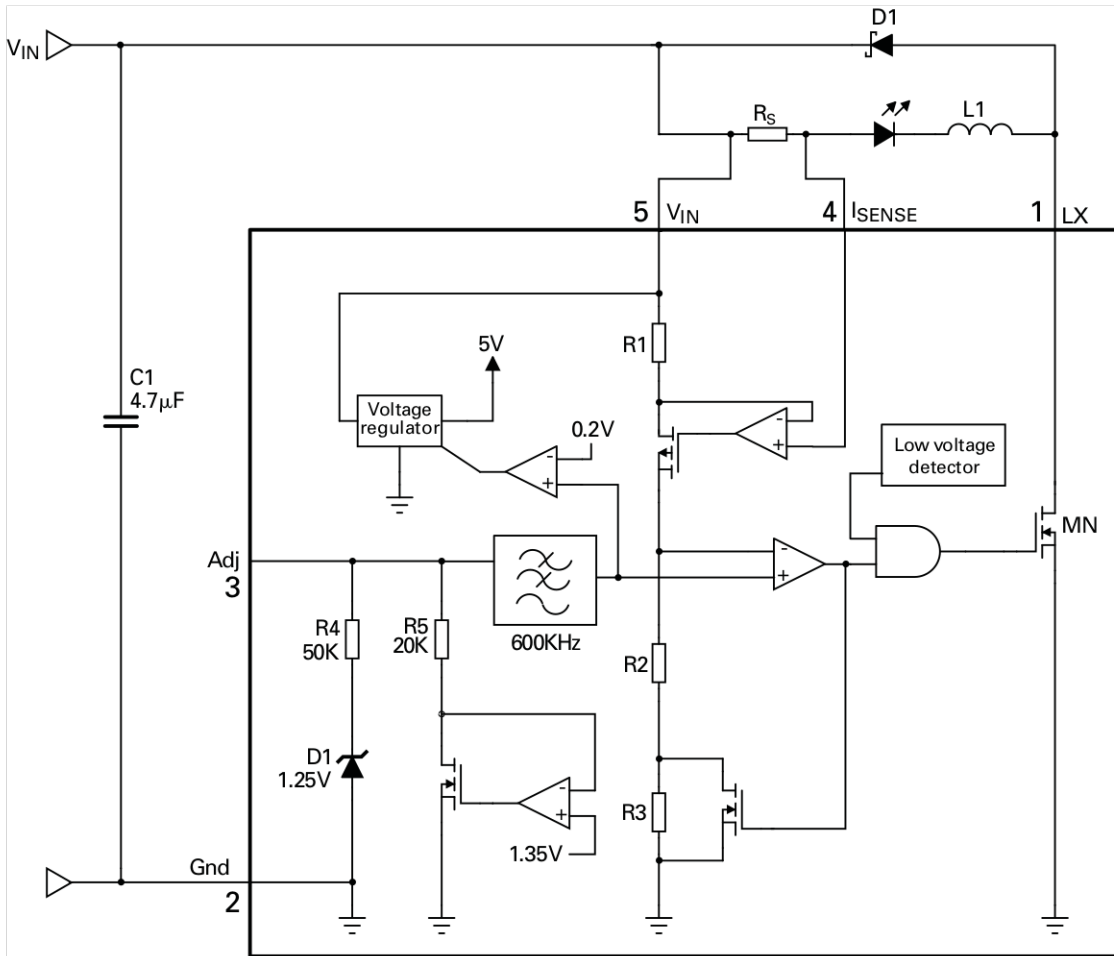 D1
VIN
RS
L1
5 VIN
4 ISENSE
1 LX
R1
5V
C1
4.7µF
Voltage
regulator
0.2V
-
+
-
+
Low voltage
detector
MN
Adj
3
-
+
R4
50K
R5
20K
600KHz
R2
D1
1.25V
-
+
1.35V
R3
Gnd
2